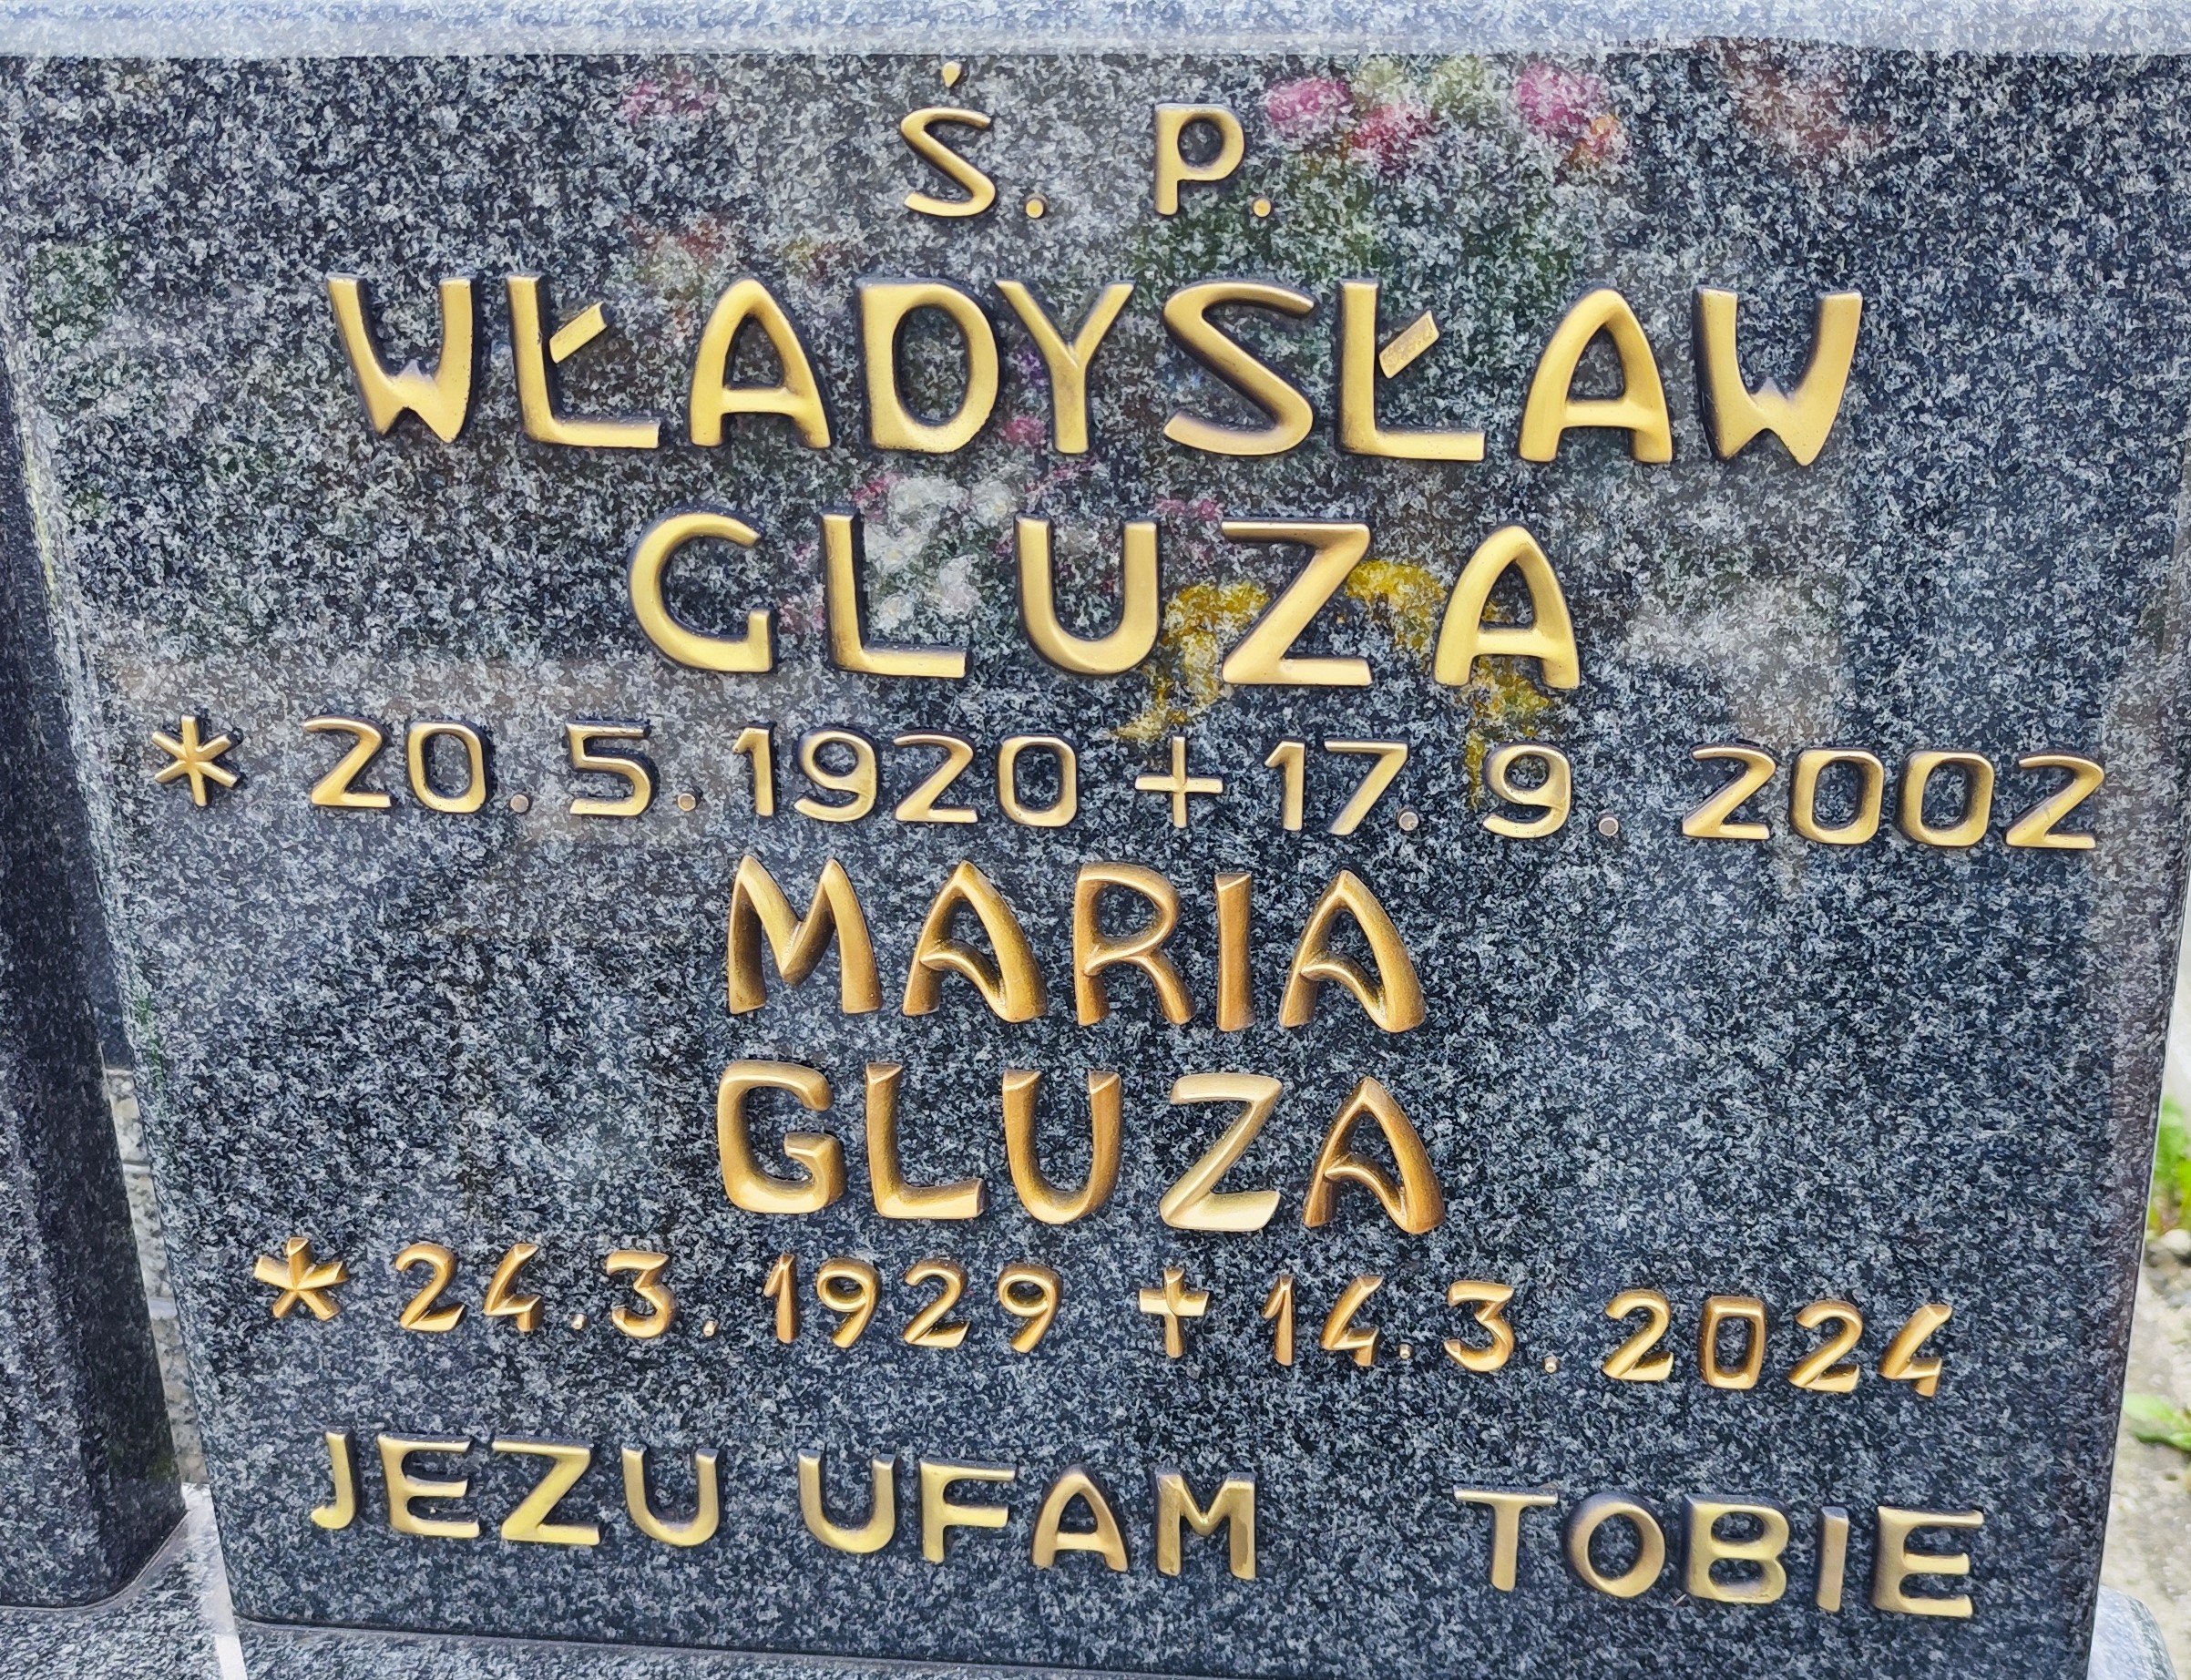 Ś. P.
WŁADYSŁAW
GLUZA
* 20.5.1920 + 17.9.2002
MARIA
GLUZA
* 24.3.1929 + 14.3.2024
JEZU UFAM TOBIE